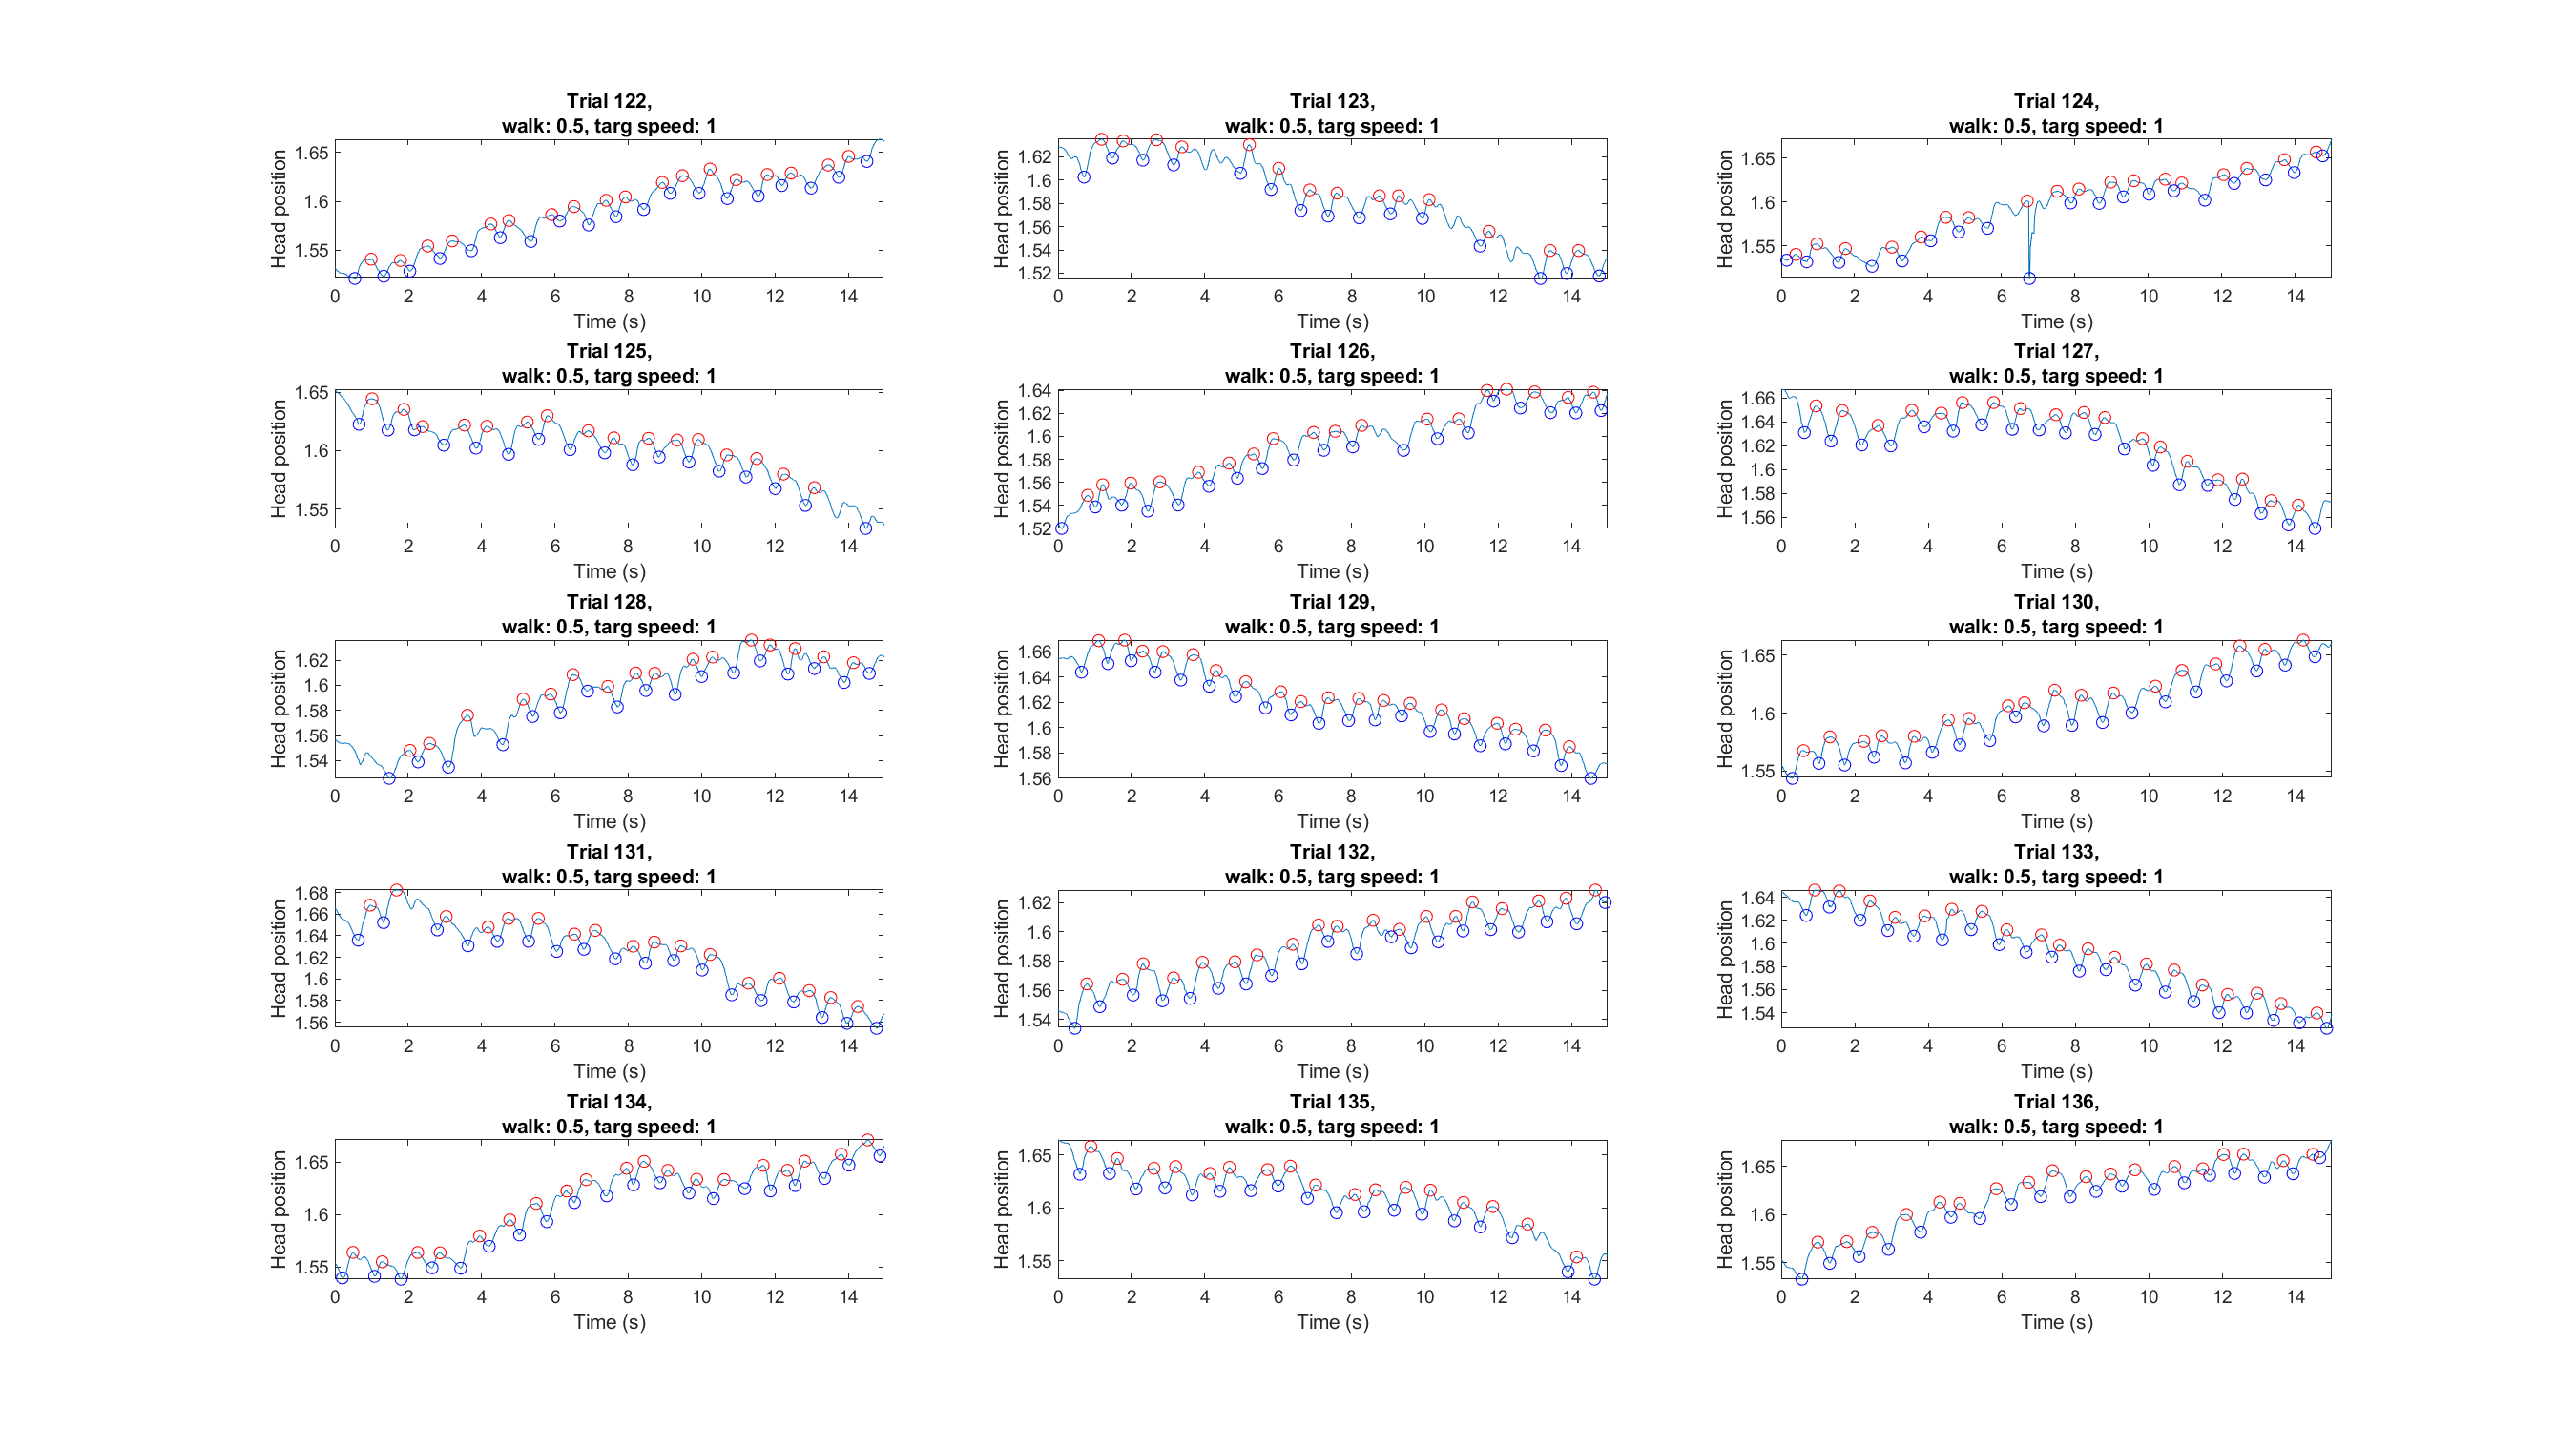 Trial 122,
walk: 0.5, targ speed: 1
Head position
1.65
1.6
1.55
0 2 4 6 8 10 12 14
Time (s)
Trial 123,
walk: 0.5, targ speed: 1
Head position
1.62
1.6
1.58
1.56
1.54
1.52
0 2 4 6 8 10 12 14
Time (s)
Trial 124,
walk: 0.5, targ speed: 1
Head position
1.65
1.6
1.55
0 2 4 6 8 10 12 14
Time (s)
Trial 125,
walk: 0.5, targ speed: 1
Head position
1.65
1.6
1.55
0 2 4 6 8 10 12 14
Time (s)
Trial 126,
walk: 0.5, targ speed: 1
Head position
1.64
1.62
1.6
1.58
1.56
1.54
1.52
0 2 4 6 8 10 12 14
Time (s)
Trial 127,
walk: 0.5, targ speed: 1
Head position
1.66
1.64
1.62
1.6
1.58
1.56
0 2 4 6 8 10 12 14
Time (s)
Trial 128,
walk: 0.5, targ speed: 1
Head position
1.62
1.6
1.58
1.56
1.54
0 2 4 6 8 10 12 14
Time (s)
Trial 129,
walk: 0.5, targ speed: 1
Head position
1.66
1.64
1.62
1.6
1.58
1.56
0 2 4 6 8 10 12 14
Time (s)
Trial 130,
walk: 0.5, targ speed: 1
Head position
1.65
1.6
1.55
0 2 4 6 8 10 12 14
Time (s)
Trial 131,
walk: 0.5, targ speed: 1
Head position
1.68
1.66
1.64
1.62
1.6
1.58
1.56
0 2 4 6 8 10 12 14
Time (s)
Trial 132,
walk: 0.5, targ speed: 1
Head position
1.62
1.6
1.58
1.56
1.54
0 2 4 6 8 10 12 14
Time (s)
Trial 133,
walk: 0.5, targ speed: 1
Head position
1.64
1.62
1.6
1.58
1.56
1.54
0 2 4 6 8 10 12 14
Time (s)
Trial 134,
walk: 0.5, targ speed: 1
Head position
1.65
1.6
1.55
0 2 4 6 8 10 12 14
Time (s)
Trial 135,
walk: 0.5, targ speed: 1
Head position
1.65
1.6
1.55
0 2 4 6 8 10 12 14
Time (s)
Trial 136,
walk: 0.5, targ speed: 1
Head position
1.65
1.6
1.55
0 2 4 6 8 10 12 14
Time (s)